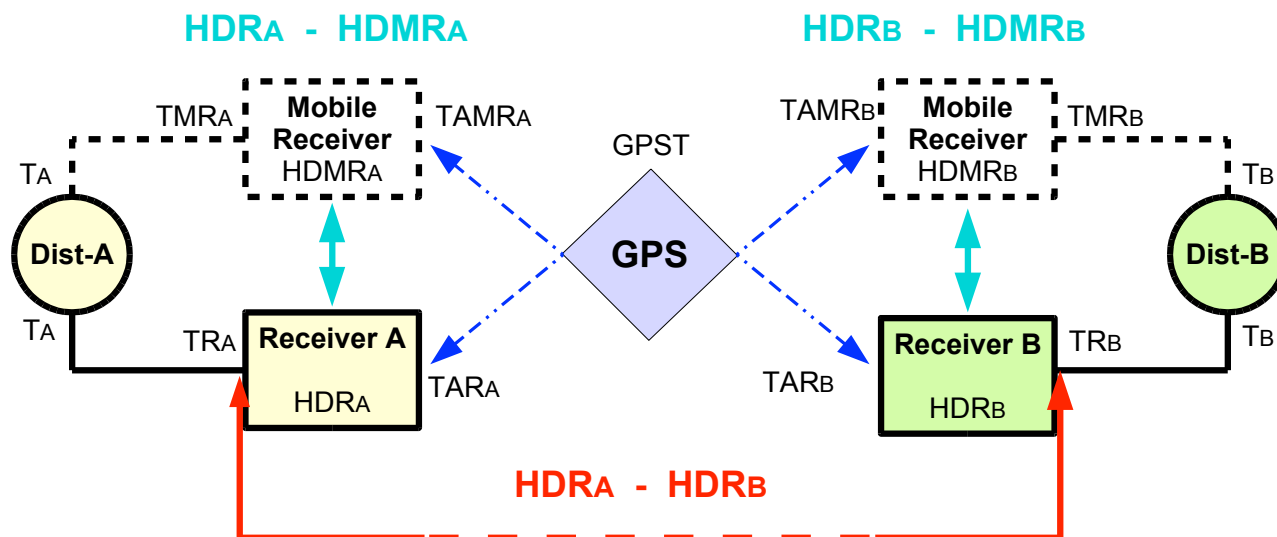 HDRA - HDMRA
HDRB - HDMRB
TMRA
Mobile
Receiver
HDMRA
TAMRA
GPST
TAMRB
Mobile
Receiver
HDMRB
TMRB
TA
TB
Dist-A
GPS
Dist-B
TA
TB
TRA
Receiver A
HDRA
TARA
TARB
Receiver B
HDRB
TRB
HDRA - HDRB